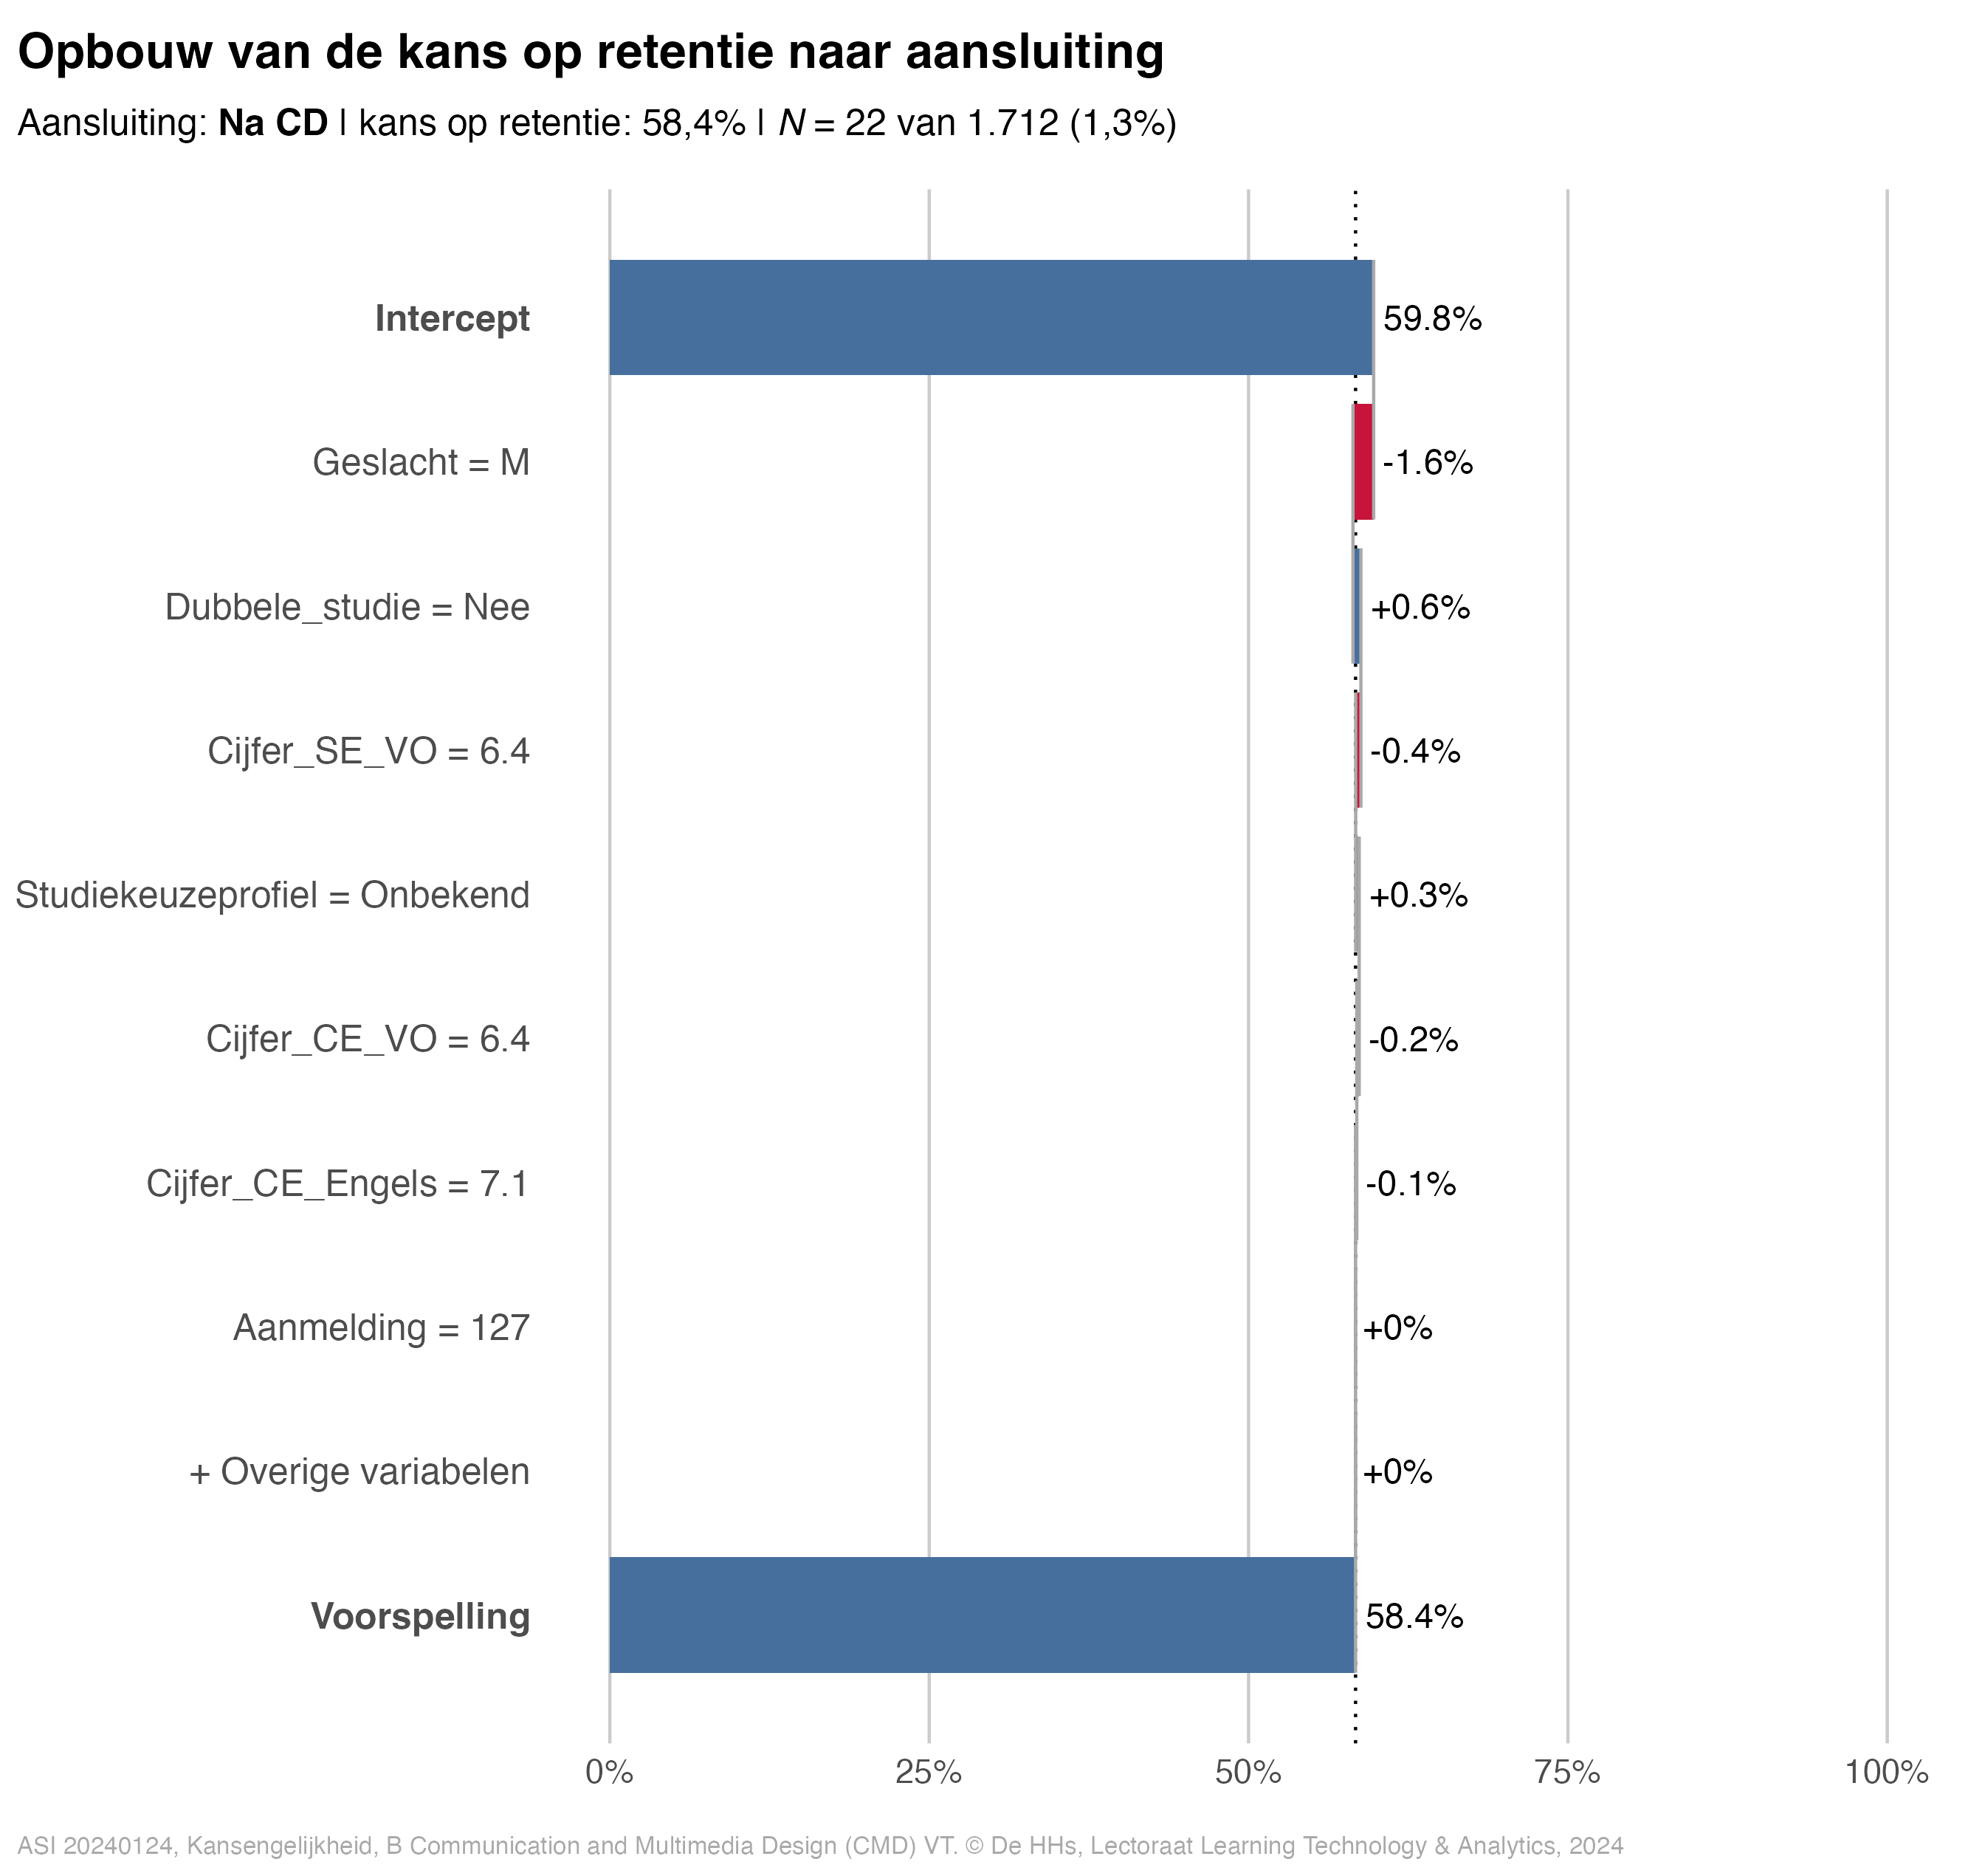 Opbouw van de kans op retentie naar aansluiting
Aansluiting: Na CD | kans op retentie: 58,4% | N = 22 van 1.712 (1,3%)
Intercept 59.8%
Geslacht = M -1.6%
Dubbele_studie = Nee +0.6%
Cijfer_SE_VO = 6.4 -0.4%
Studiekeuzeprofiel = Onbekend +0.3%
Cijfer_CE_VO = 6.4 -0.2%
Cijfer_CE_Engels = 7.1 -0.1%
Aanmelding = 127 +0%
+ Overige variabelen +0%
Voorspelling 58.4%
0% 25% 50% 75% 100%
ASI 20240124, Kansengelijkheid, B Communication and Multimedia Design (CMD) VT. © De HHs, Lectoraat Learning Technology & Analytics, 2024